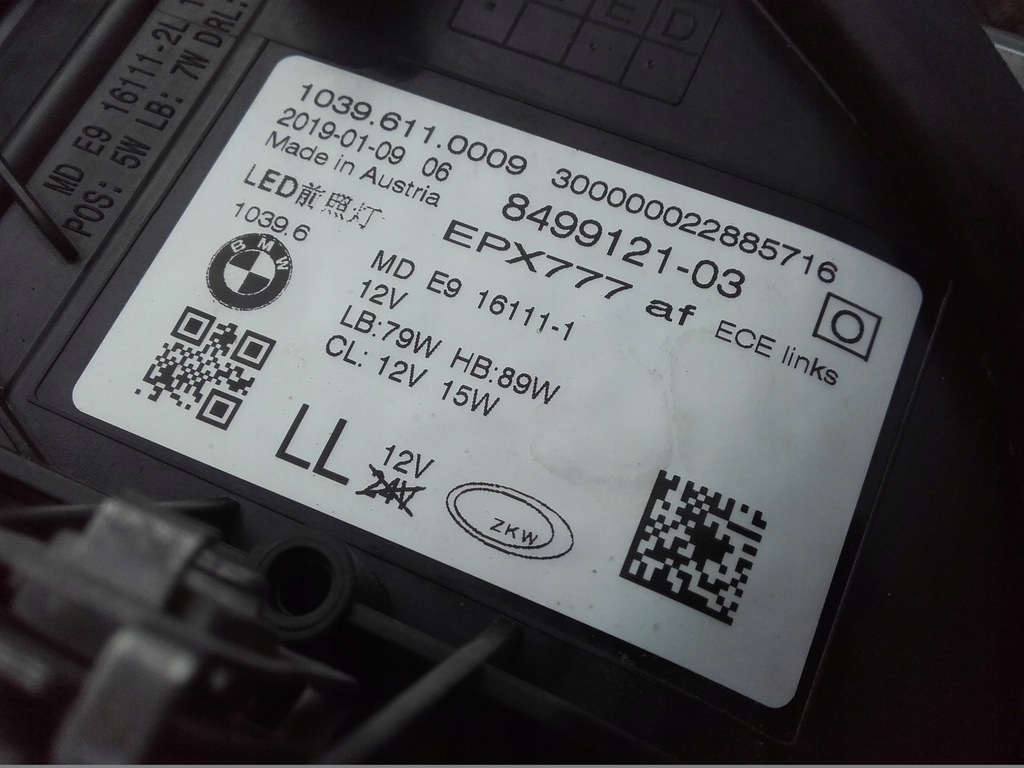 MD E9 16111-2L 1
POS: 5W LB: 7W DRL:
E D
1039.611.0009 30000022885716
2019-01-09 06
8499121-03
Made in Austria
EPX777 af ECE links
LED前照灯
1039.6
BMW
MD E9 16111-1
12V
LB:79W HB:89W
CL: 12V 15W
LL
12V
24V
ZKW